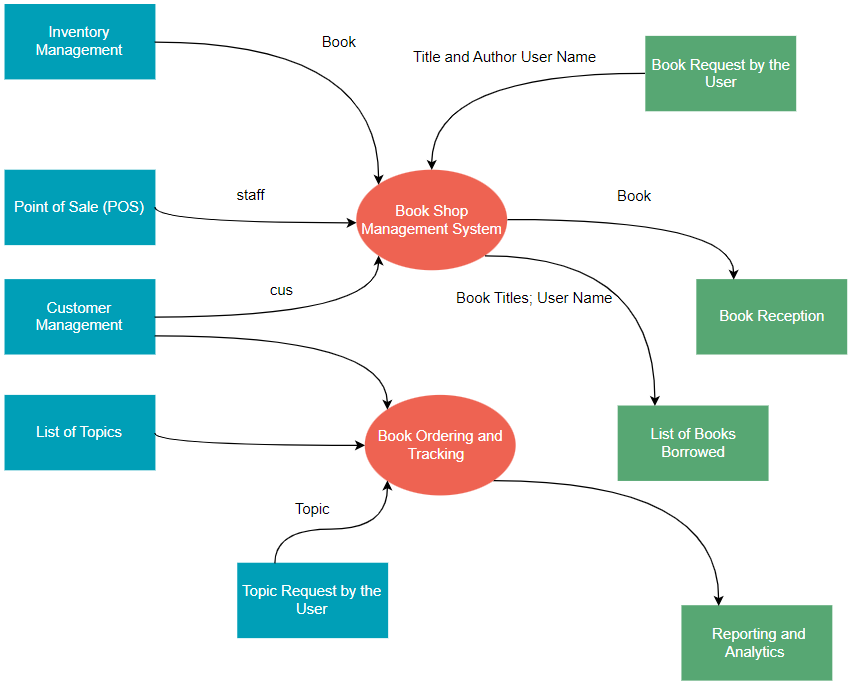 Inventory
Management
Book
Title and Author User Name
Book Request by the
User
Point of Sale (POS)
staff
Book Shop
Management System
Book
Customer
Management
cus
Book Titles; User Name
Book Reception
List of Topics
Book Ordering and
Tracking
List of Books
Borrowed
Topic
Topic Request by the
User
Reporting and
Analytics